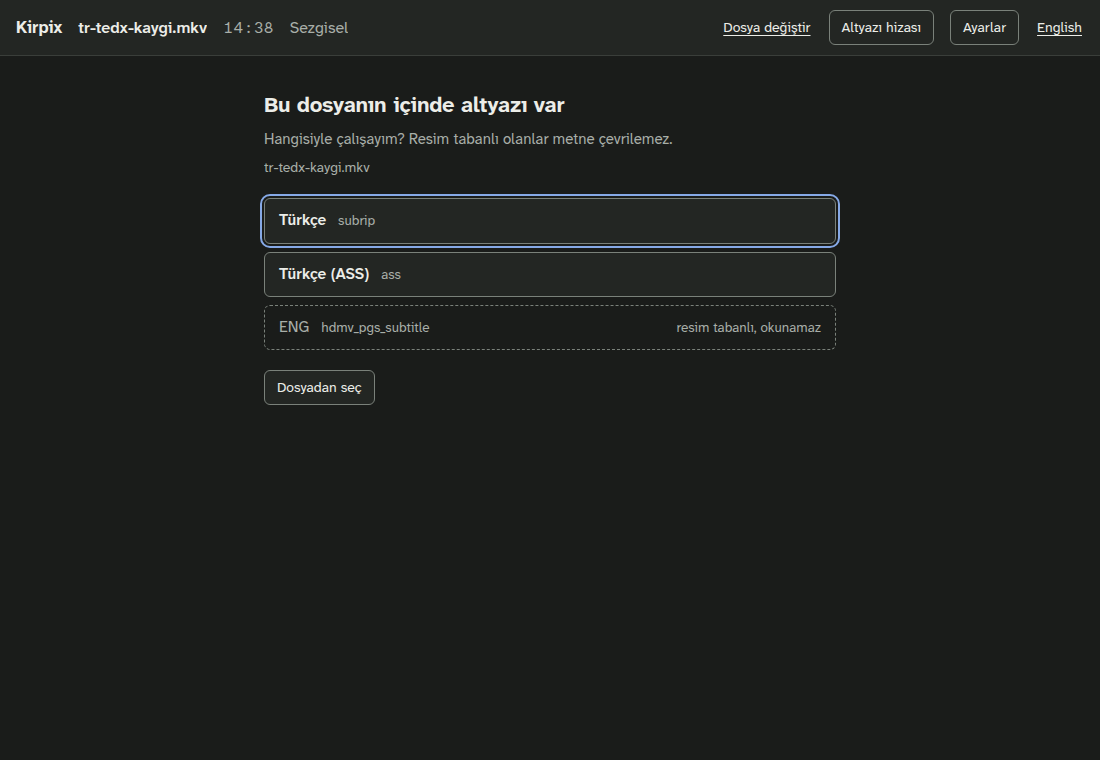 Kirpix tr-tedx-kaygi.mkv 14:38 Sezgisel Dosya değiştir Altyazı hizası Ayarlar English
Bu dosyanın içinde altyazı var
Hangisiyle çalışayım? Resim tabanlı olanlar metne çevrilemez.
tr-tedx-kaygi.mkv
Türkçe subrip
Türkçe (ASS) ass
ENG hdmv_pgs_subtitle resim tabanlı, okunamaz
Dosyadan seç